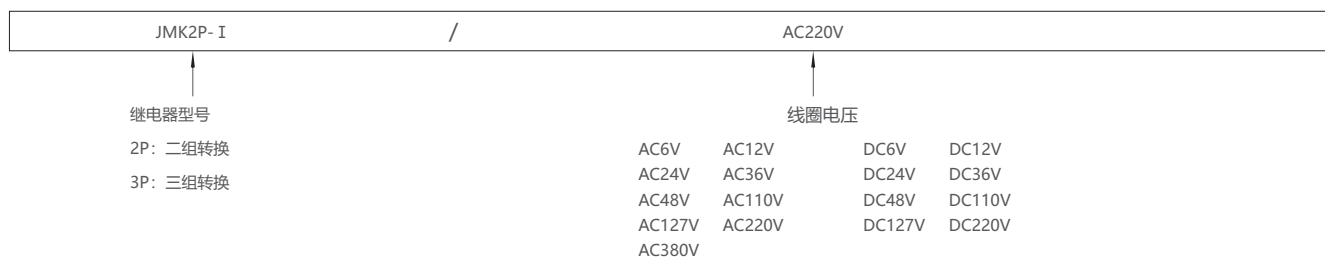 JMK2P- I / AC220V
继电器型号
2P：二组转换
3P：三组转换
线圈电压
AC6V AC12V DC6V DC12V
AC24V AC36V DC24V DC36V
AC48V AC110V DC48V DC110V
AC127V AC220V DC127V DC220V
AC380V